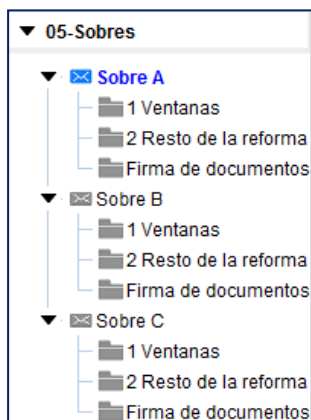 05-Sobres
Sobre A
1 Ventanas
2 Resto de la reforma
Firma de documentos
Sobre B
1 Ventanas
2 Resto de la reforma
Firma de documentos
Sobre C
1 Ventanas
2 Resto de la reforma
Firma de documentos